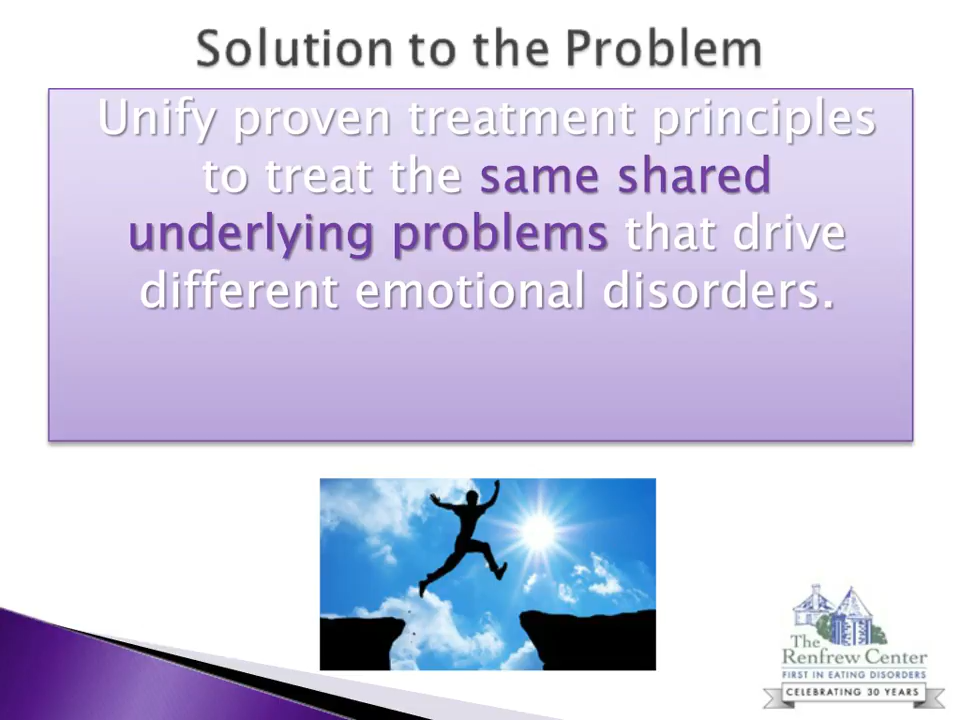 Solution to the Problem
Unify proven treatment principles
to treat the same shared
underlying problems that drive
different emotional disorders.
The
Renfrew Center
FIRST IN EATING DISORDERS
CELEBRATING 30 YEARS